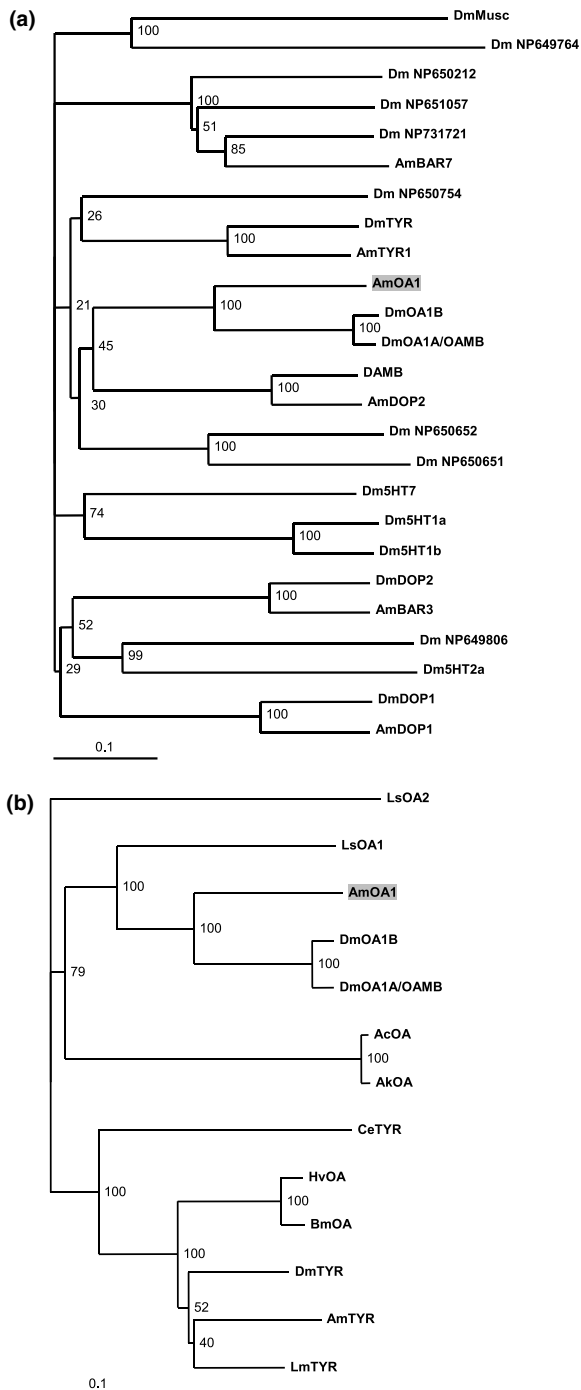 (a)
DmMusc
100
Dm NP649764
Dm NP650212
100
Dm NP651057
51
Dm NP731721
85
AmBAR7
Dm NP650754
26
DmTYR
100
AmTYR1
21
AmOA1
100
DmOA1B
100
DmOA1A/OAMB
45
DAMB
100
AmDOP2
30
Dm NP650652
100
Dm NP650651
Dm5HT7
74
Dm5HT1a
100
Dm5HT1b
DmDOP2
100
AmBAR3
52
Dm NP649806
99
Dm5HT2a
29
DmDOP1
100
AmDOP1
0.1
(b)
LsOA2
LsOA1
100
AmOA1
100
DmOA1B
100
DmOA1A/OAMB
79
AcOA
100
AkOA
CeTYR
100
HvOA
100
BmOA
100
DmTYR
52
AmTYR
40
LmTYR
0.1